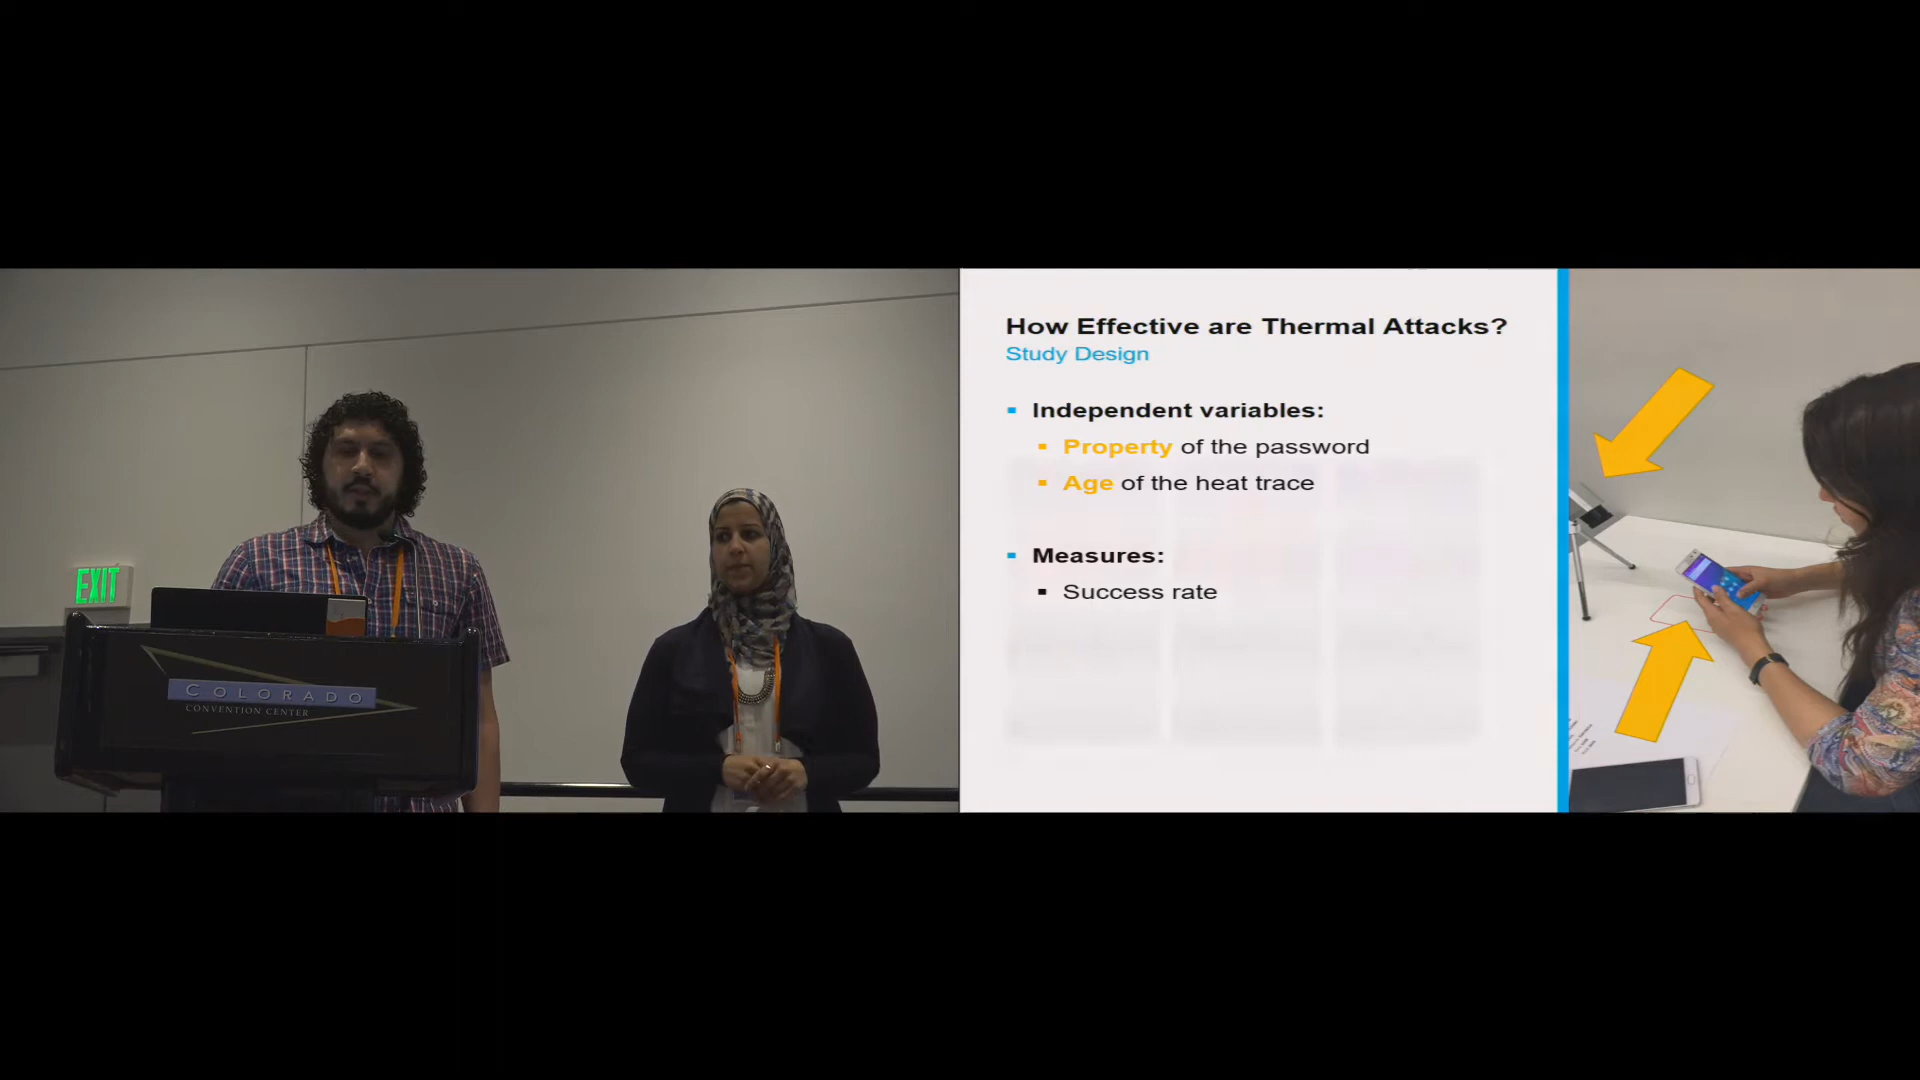 EXIT
COLORADO
CONVENTION CENTER
How Effective are Thermal Attacks?
Study Design
Independent variables:
Property of the password
Age of the heat trace
Measures:
Success rate